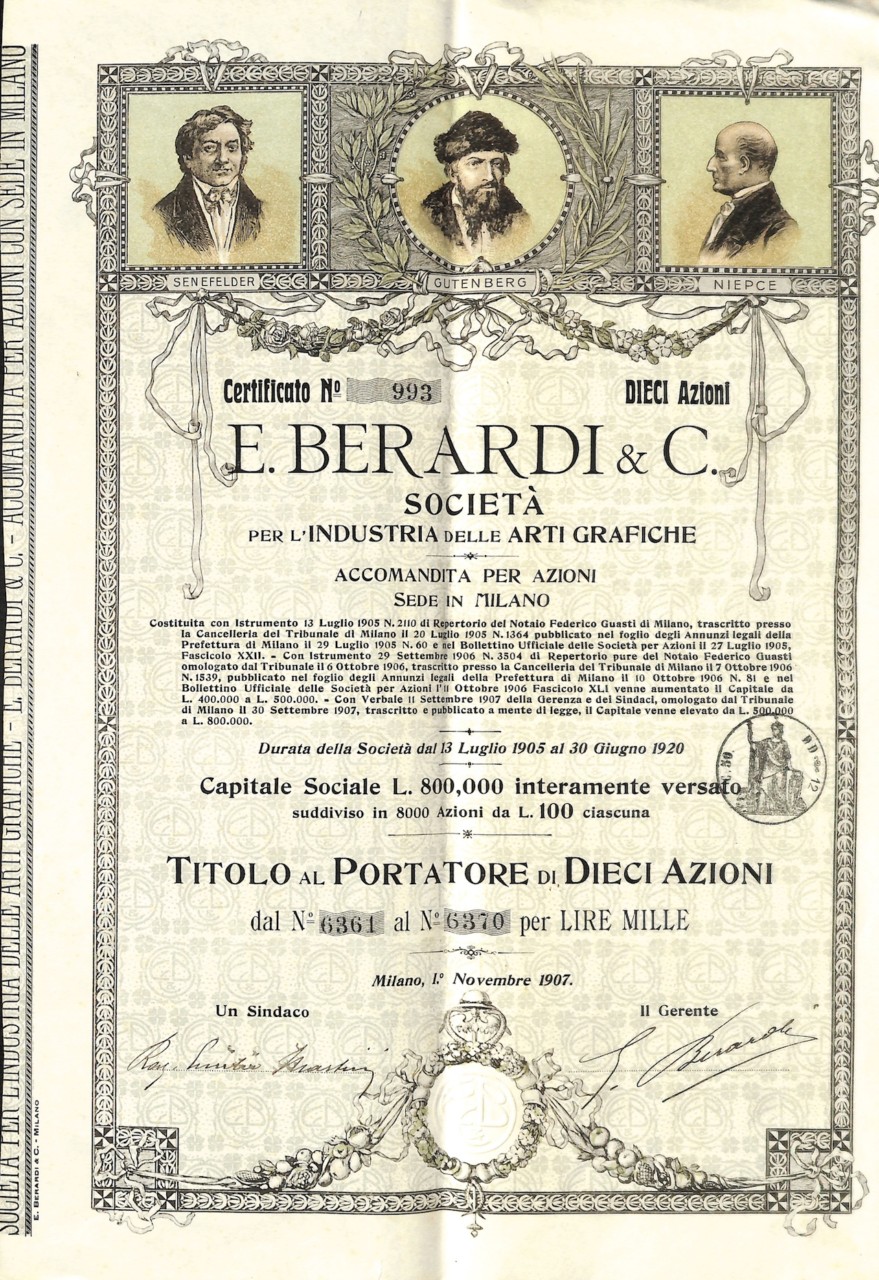 SENEFELDER
GUTENBERG
NIEPCE
Certificato Nº 993
DIECI Azioni
E. BERARDI & C.
SOCIETÀ
PER L'INDUSTRIA DELLE ARTI GRAFICHE
ACCOMANDITA PER AZIONI
SEDE IN MILANO
Costituita con Istrumento 13 Luglio 1905 N. 2110 di Repertorio del Notaio Federico Guasti di Milano, trascritto presso
la Cancelleria del Tribunale di Milano il 20 Luglio 1905 N. 1364 pubblicato nel foglio degli Annunzi legali della
Prefettura di Milano il 29 Luglio 1905 N. 60 e nel Bollettino Ufficiale delle Società per Azioni il 27 Luglio 1905,
Fascicolo XXII. - Con Istrumento 29 Settembre 1906 N. 3504 di Repertorio pure del Notaio Federico Guasti
omologato dal Tribunale il 6 Ottobre 1906, trascritto presso la Cancelleria del Tribunale di Milano il 7 Ottobre 1906
N. 1539, pubblicato nel foglio degli Annunzi legali della Prefettura di Milano il 10 Ottobre 1906 N. 81 e nel
Bollettino Ufficiale delle Società per Azioni l'11 Ottobre 1906 Fascicolo XLI venne aumentato il Capitale da
L. 400.000 a L. 500.000. - Con Verbale 11 Settembre 1907 della Gerenza e dei Sindaci, omologato dal Tribunale
di Milano il 30 Settembre 1907, trascritto e pubblicato a mente di legge, il Capitale venne elevato da L. 500.000
a L. 800.000.
Durata della Società dal 13 Luglio 1905 al 30 Giugno 1920
Capitale Sociale L. 800,000 interamente versato
suddiviso in 8000 Azioni da L. 100 ciascuna
C. 50
12
TITOLO AL PORTATORE DI DIECI AZIONI
dal Nº 6361 al Nº 6370 per LIRE MILLE
Milano, 1.º Novembre 1907.
Un Sindaco
Il Gerente
Rag.
E. Berardi
EB
SOCIETÀ PER L'INDUSTRIA DELLE ARTI GRAFICHE - E. BERARDI & C. - ACCOMANDITA PER AZIONI CON SEDE IN MILANO
E. BERARDI & C. - MILANO